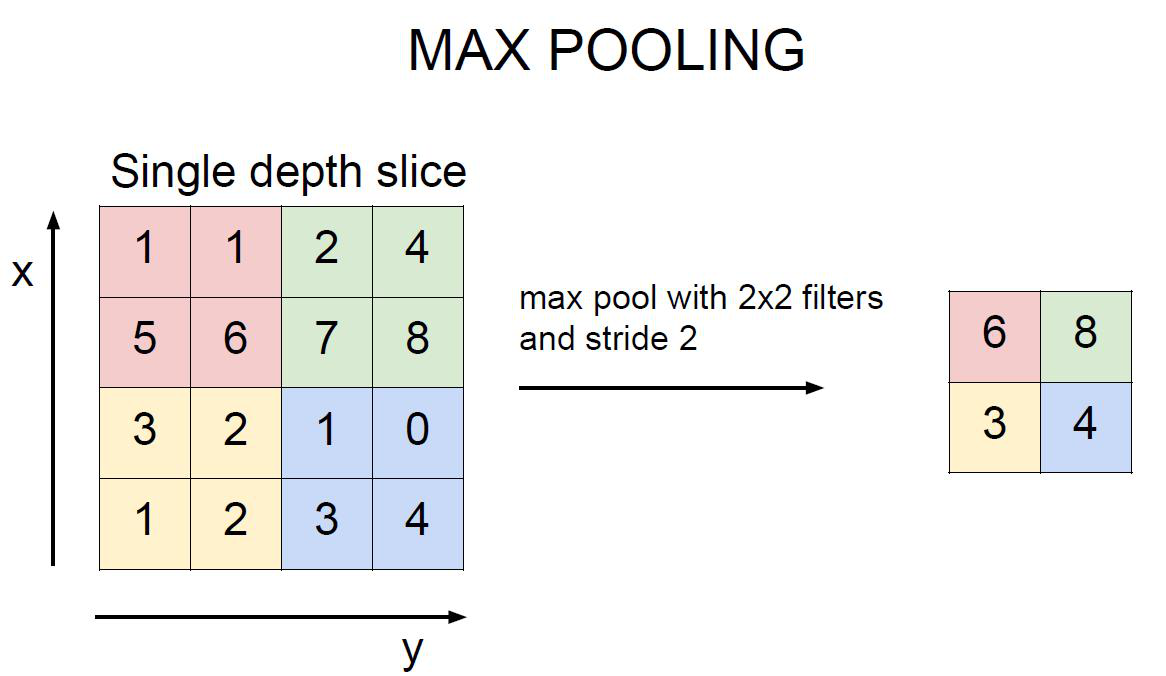 MAX POOLING
Single depth slice
x
1 1 2 4
5 6 7 8
3 2 1 0
1 2 3 4
y
max pool with 2x2 filters
and stride 2
6 8
3 4